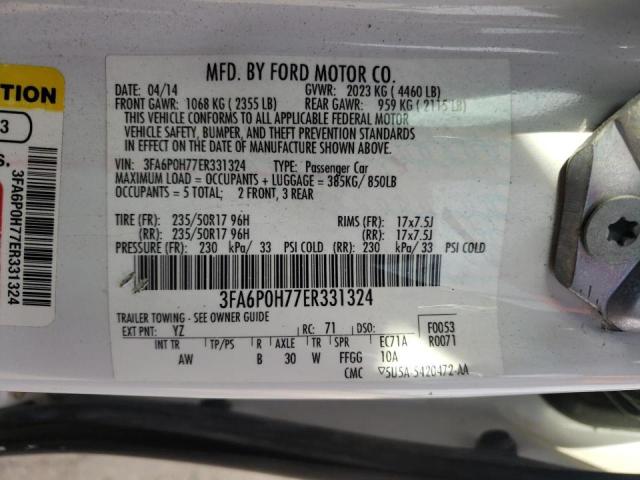 MFD. BY FORD MOTOR CO.
DATE: 04/14 GVWR: 2023 KG ( 4460 LB)
FRONT GAWR: 1068 KG ( 2355 LB) REAR GAWR: 959 KG ( 2115 LB)
THIS VEHICLE CONFORMS TO ALL APPLICABLE FEDERAL MOTOR
VEHICLE SAFETY, BUMPER, AND THEFT PREVENTION STANDARDS
IN EFFECT ON THE DATE OF MANUFACTURE SHOWN ABOVE.
VIN: 3FA6P0H77ER331324 TYPE: Passenger Car
MAXIMUM LOAD = OCCUPANTS + LUGGAGE = 385KG/ 850LB
OCCUPANTS = 5 TOTAL: 2 FRONT, 3 REAR
TIRE (FR): 235/50R17 96H RIMS (FR): 17x7.5J
(RR): 235/50R17 96H (RR): 17x7.5J
PRESSURE (FR): 230 kPa/ 33 PSI COLD (RR): 230 kPa/ 33 PSI COLD
3FA6P0H77ER331324
TRAILER TOWING - SEE OWNER GUIDE
EXT PNT: YZ RC: 71 DSO: F0053
INT TR TP/PS R AXLE TR SPR EC71A R0071
AW B 30 W FFGG 10A
CMC 5U5A 5420472 AA
TION
3
S.
3FA6P0H77ER331324